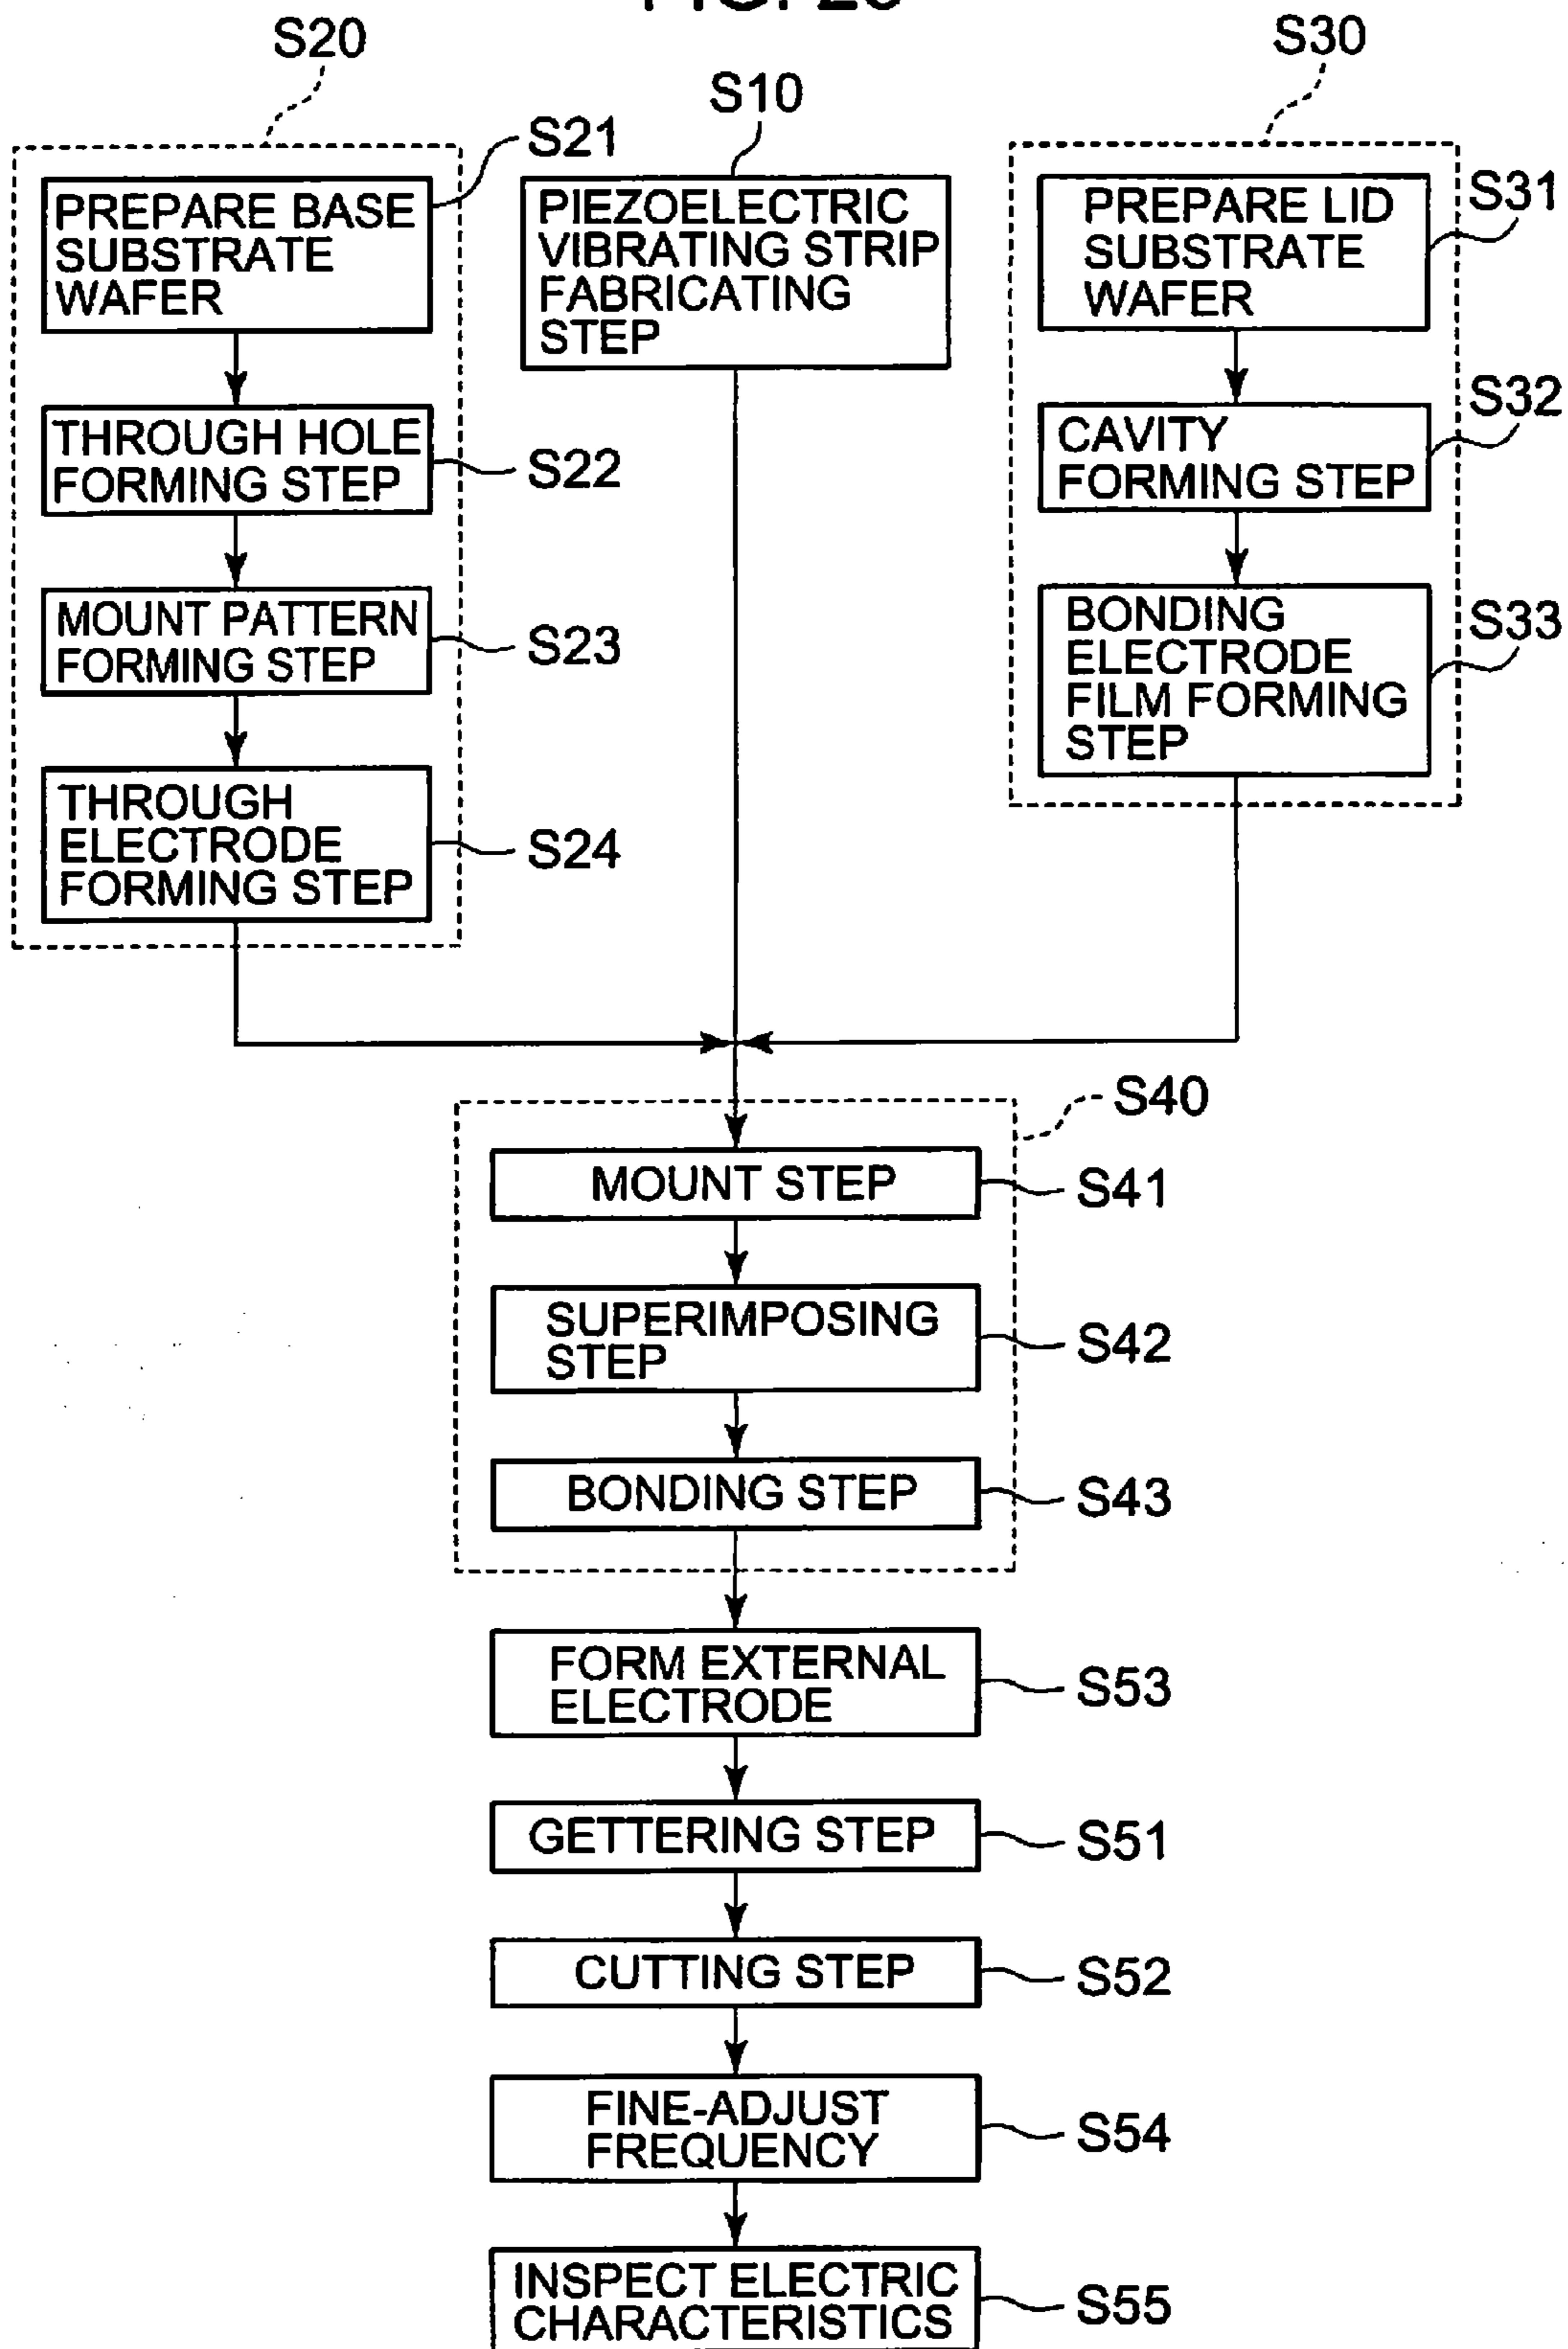 S20
S30
S10
S21
PREPARE BASE
SUBSTRATE
WAFER
PIEZOELECTRIC
VIBRATING STRIP
FABRICATING
STEP
PREPARE LID
SUBSTRATE
WAFER
S31
THROUGH HOLE
FORMING STEP
S22
CAVITY
FORMING STEP
S32
MOUNT PATTERN
FORMING STEP
S23
BONDING
ELECTRODE
FILM FORMING
STEP
S33
THROUGH
ELECTRODE
FORMING STEP
S24
S40
MOUNT STEP
S41
SUPERIMPOSING
STEP
S42
BONDING STEP
S43
FORM EXTERNAL
ELECTRODE
S53
GETTERING STEP
S51
CUTTING STEP
S52
FINE-ADJUST
FREQUENCY
S54
INSPECT ELECTRIC
CHARACTERISTICS
S55